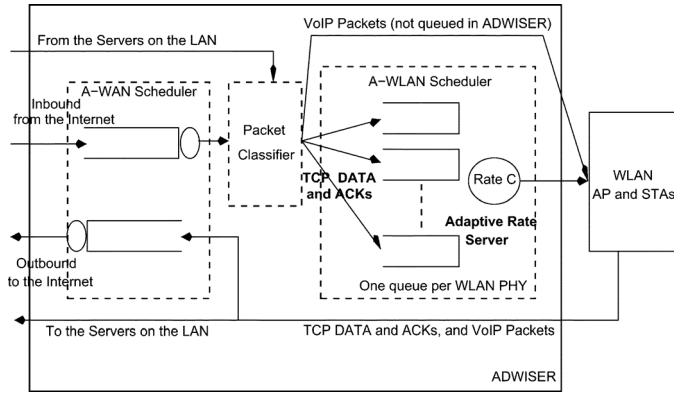 VoIP Packets (not queued in ADWISER)
From the Servers on the LAN
A-WAN Scheduler
A-WLAN Scheduler
Inbound
from the Internet
Packet
Classifier
TCP DATA
and ACKs
Rate C
WLAN
AP and STAs
Adaptive Rate
Server
Outbound
to the Internet
One queue per WLAN PHY
To the Servers on the LAN
TCP DATA and ACKs, and VoIP Packets
ADWISER